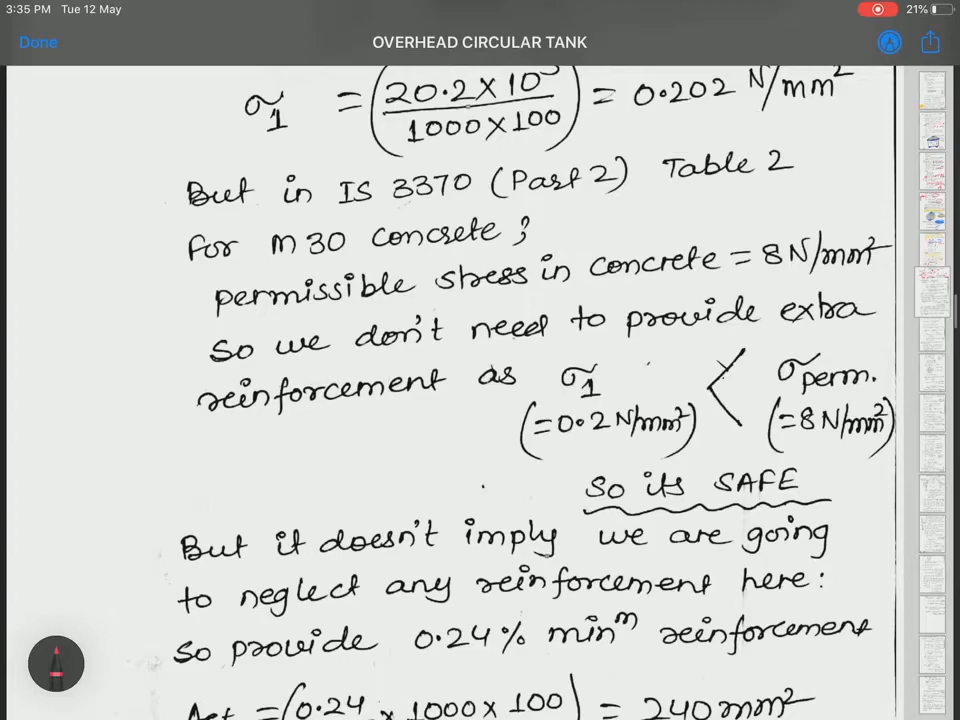 3:35 PM Tue 12 May
21%
Done
OVERHEAD CIRCULAR TANK
σ1 = (20.2 × 10³ / 1000 × 100) = 0.202 N/mm²
But in IS 3370 (Part 2) Table 2
for M30 concrete;
permissible stress in concrete = 8 N/mm²
So we don't need to provide extra
reinforcement as σ1 < σperm.
(= 0.2 N/mm²) (= 8 N/mm²)
So its SAFE
But it doesn't imply we are going
to neglect any reinforcement here:
So provide 0.24% minᵐ reinforcement
Ast = (0.24 × 1000 × 100) = 240 mm²